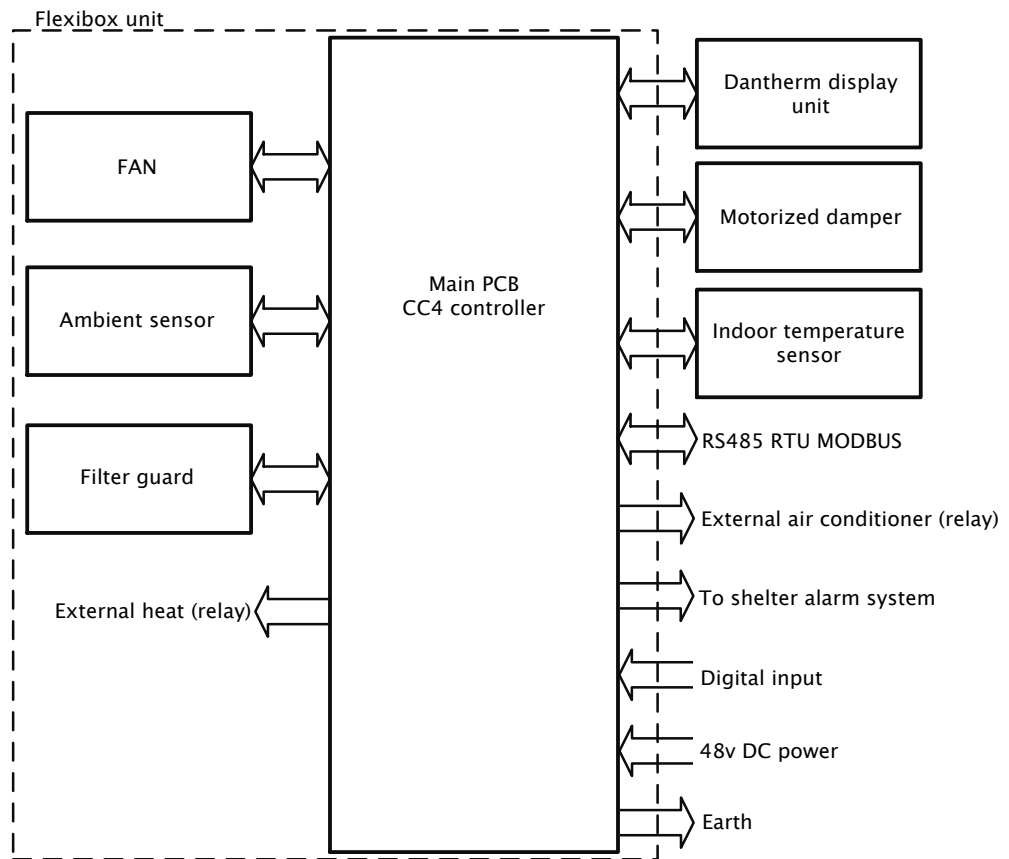 Flexibox unit
FAN
Ambient sensor
Filter guard
External heat (relay)
Main PCB
CC4 controller
Dantherm display
unit
Motorized damper
Indoor temperature
sensor
RS485 RTU MODBUS
External air conditioner (relay)
To shelter alarm system
Digital input
48v DC power
Earth